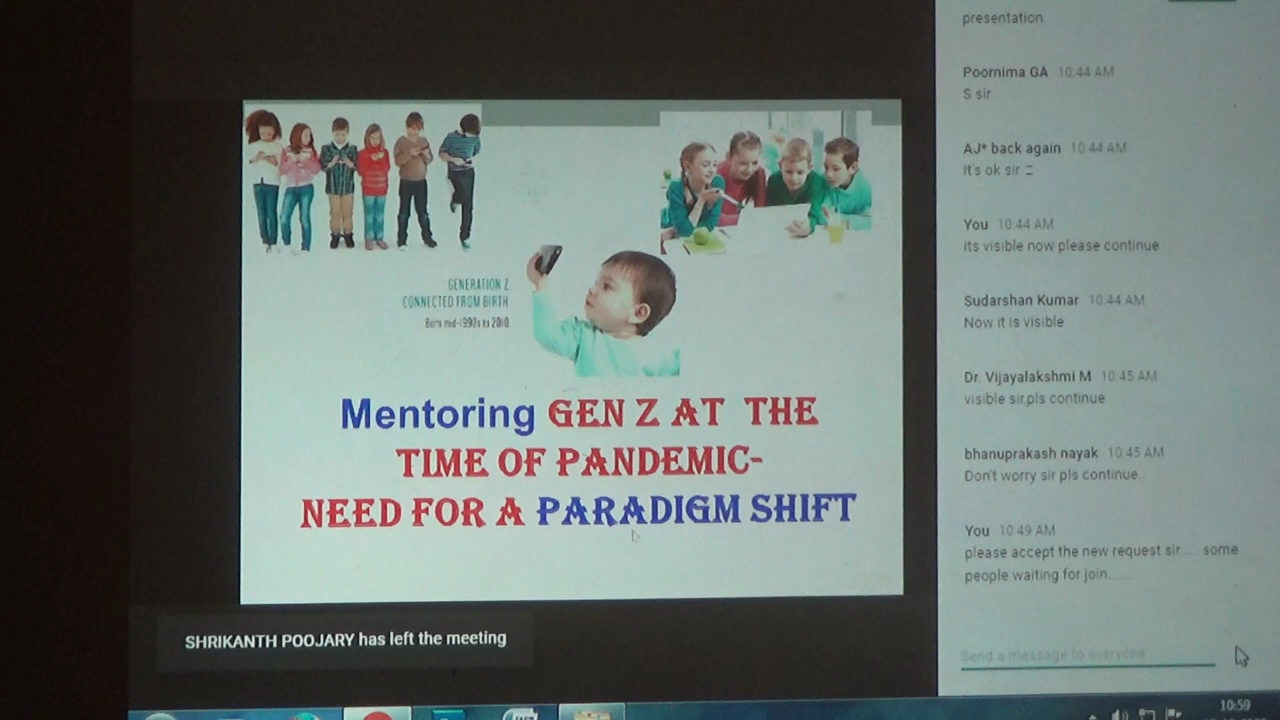 GENERATION Z
CONNECTED FROM BIRTH
Born mid-1990s to 2010.
Mentoring GEN Z AT THE
TIME OF PANDEMIC-
NEED FOR A PARADIGM SHIFT
SHRIKANTH POOJARY has left the meeting
presentation
Poornima GA 10:44 AM
S sir
AJ* back again 10:44 AM
it's ok sir
You 10:44 AM
its visible now please continue
Sudarshan Kumar 10:44 AM
Now it is visible
Dr. Vijayalakshmi M 10:45 AM
visible sir,pls continue
bhanuprakash nayak 10:45 AM
Don't worry sir pls continue
You 10:49 AM
please accept the new request sir..... some
people waiting for join......
Send a message to everyone
10:59